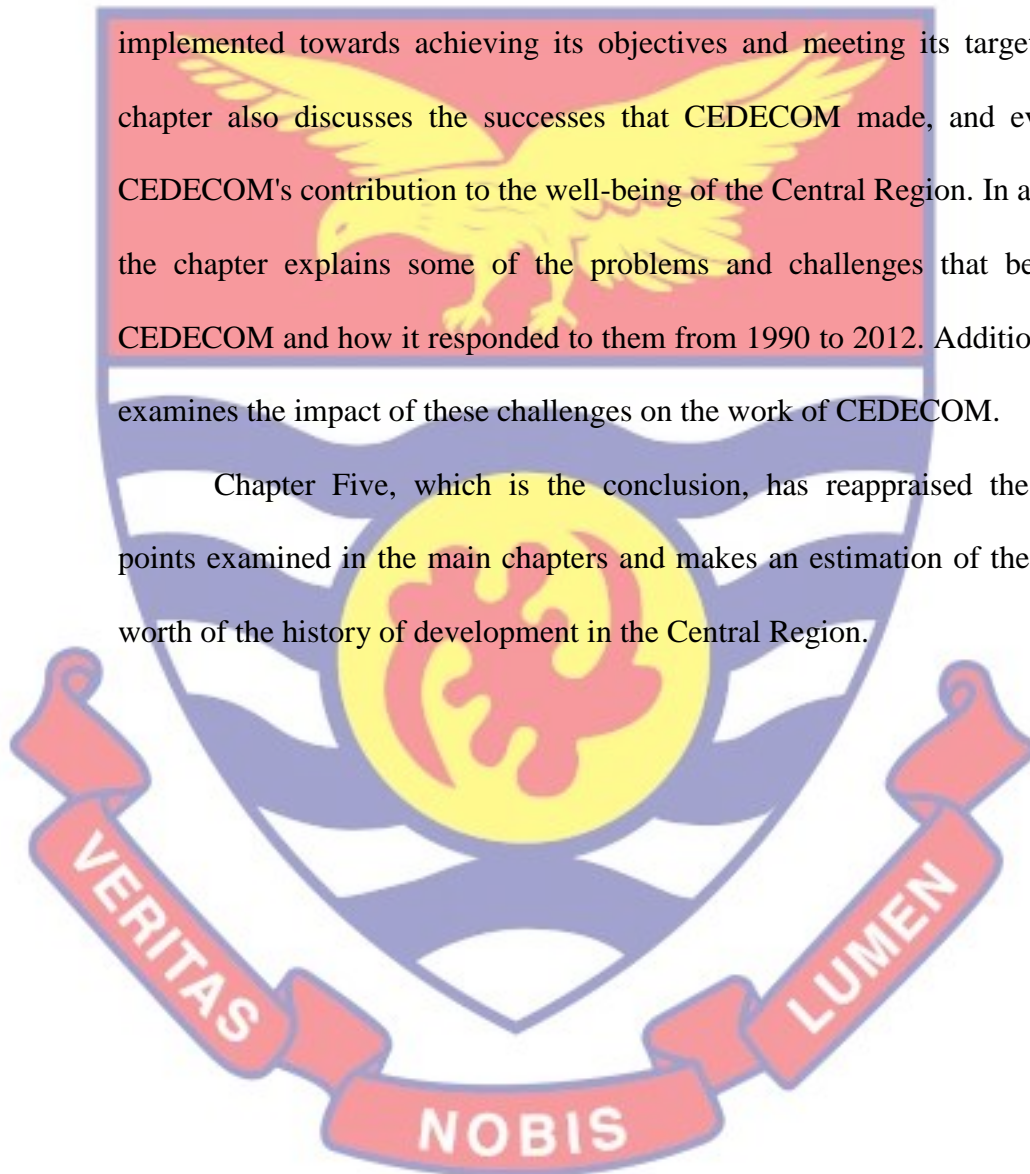 implemented towards achieving its objectives and meeting its target
chapter also discusses the successes that CEDECOM made, and ev
CEDECOM's contribution to the well-being of the Central Region. In a
the chapter explains some of the problems and challenges that be
CEDECOM and how it responded to them from 1990 to 2012. Additio
examines the impact of these challenges on the work of CEDECOM.
Chapter Five, which is the conclusion, has reappraised the
points examined in the main chapters and makes an estimation of the
worth of the history of development in the Central Region.
VERITAS
NOBIS
LUMEN